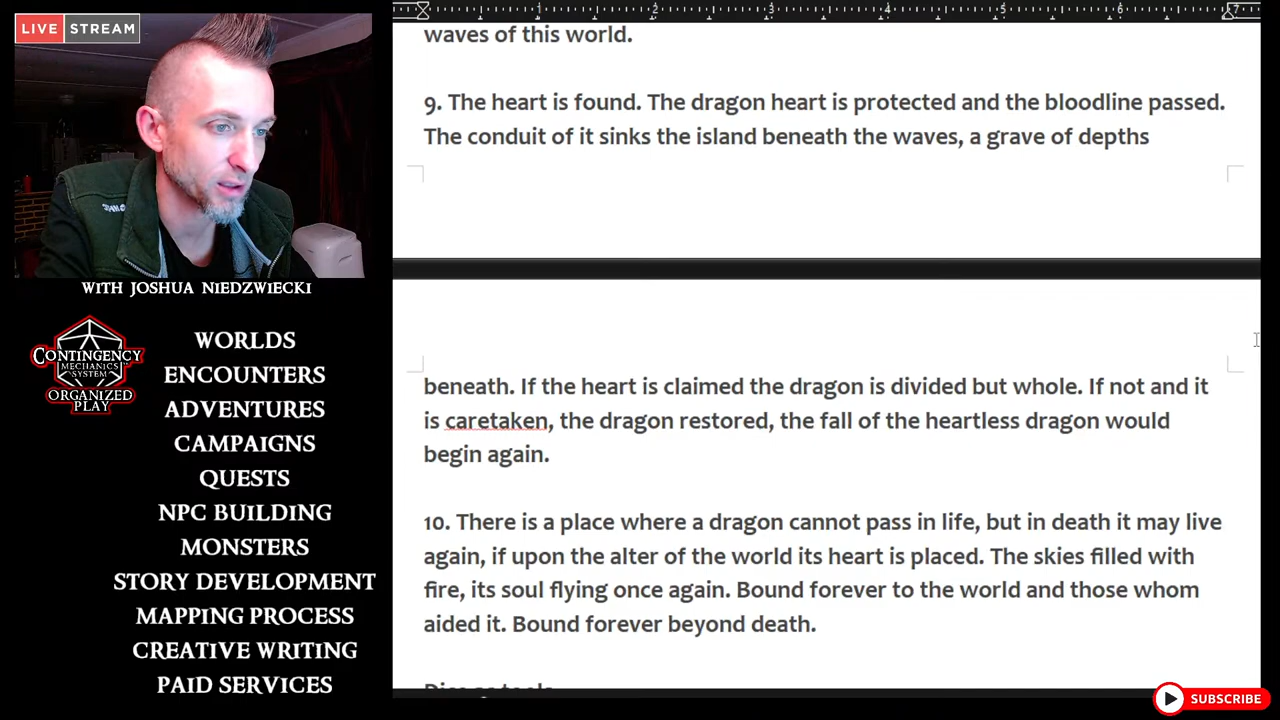 LIVE STREAM
WITH JOSHUA NIEDZWIECKI
CONTINGENCY
MECHANICS
SYSTEM
ORGANIZED
PLAY
WORLDS
ENCOUNTERS
ADVENTURES
CAMPAIGNS
QUESTS
NPC BUILDING
MONSTERS
STORY DEVELOPMENT
MAPPING PROCESS
CREATIVE WRITING
PAID SERVICES
1 2 3 4 5 6 7
waves of this world.
9. The heart is found. The dragon heart is protected and the bloodline passed.
The conduit of it sinks the island beneath the waves, a grave of depths
beneath. If the heart is claimed the dragon is divided but whole. If not and it
is caretaken, the dragon restored, the fall of the heartless dragon would
begin again.
10. There is a place where a dragon cannot pass in life, but in death it may live
again, if upon the alter of the world its heart is placed. The skies filled with
fire, its soul flying once again. Bound forever to the world and those whom
aided it. Bound forever beyond death.
SUBSCRIBE